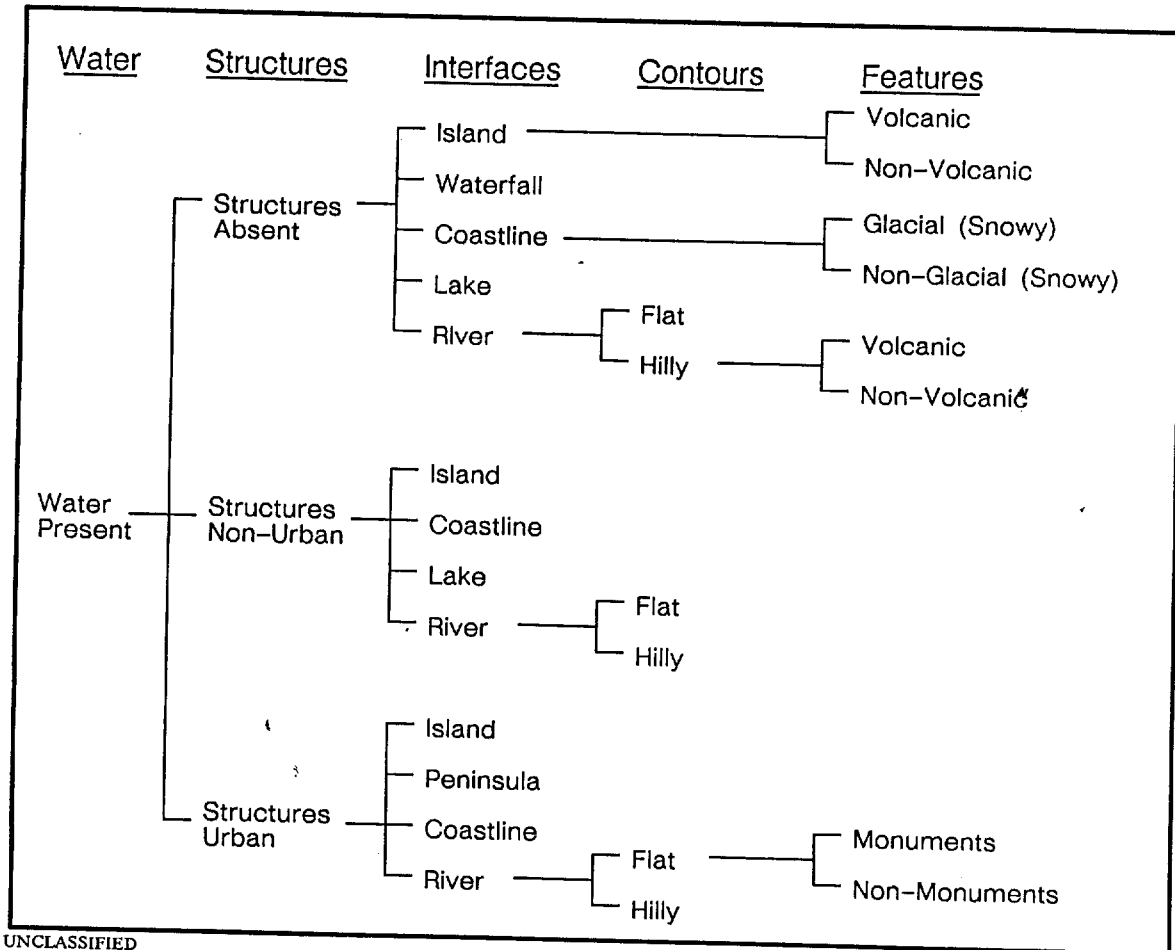 Water Structures Interfaces Contours Features
Volcanic
Island
Non-Volcanic
Waterfall
Structures
Absent
Glacial (Snowy)
Coastline
Non-Glacial (Snowy)
Lake
Flat
River
Volcanic
Hilly
Non-Volcanic
Island
Water
Present
Structures
Non-Urban
Coastline
Lake
Flat
River
Hilly
Island
Peninsula
Structures
Urban
Coastline
Monuments
Flat
River
Non-Monuments
Hilly
UNCLASSIFIED